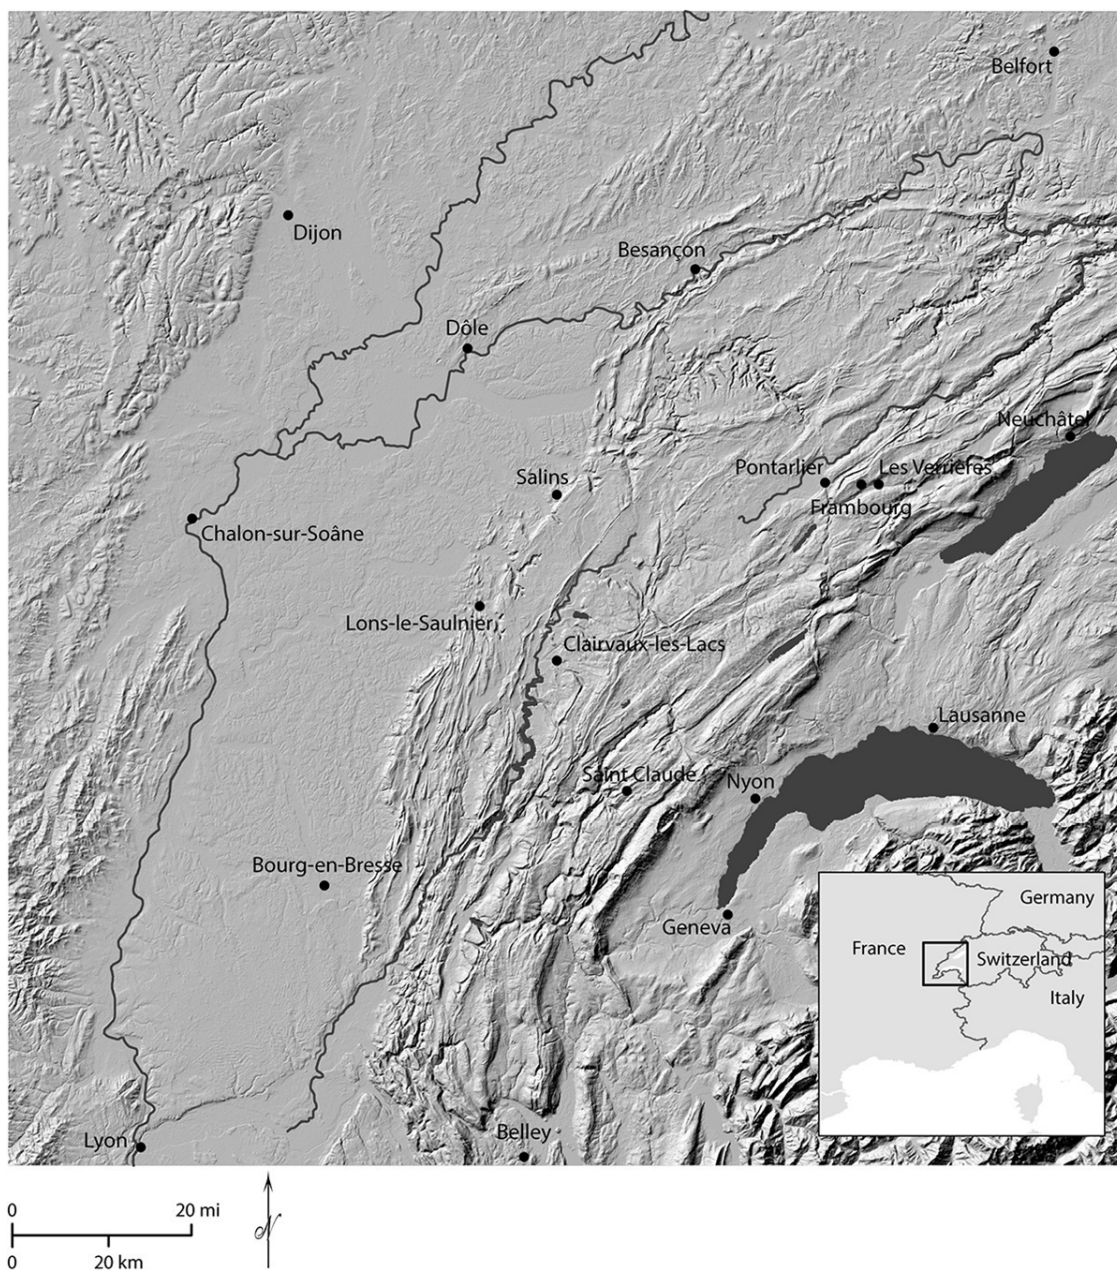 Belfort
Dijon
Besançon
Dôle
Neuchâtel
Pontarlier
Les Verrières
Salins
Frambourg
Chalon-sur-Soâne
Lons-le-Saulnier
Clairvaux-les-Lacs
Lausanne
Saint Claude
Nyon
Bourg-en-Bresse
Geneva
Germany
France
Switzerland
Italy
Belley
Lyon
0 20 mi
N
0 20 km